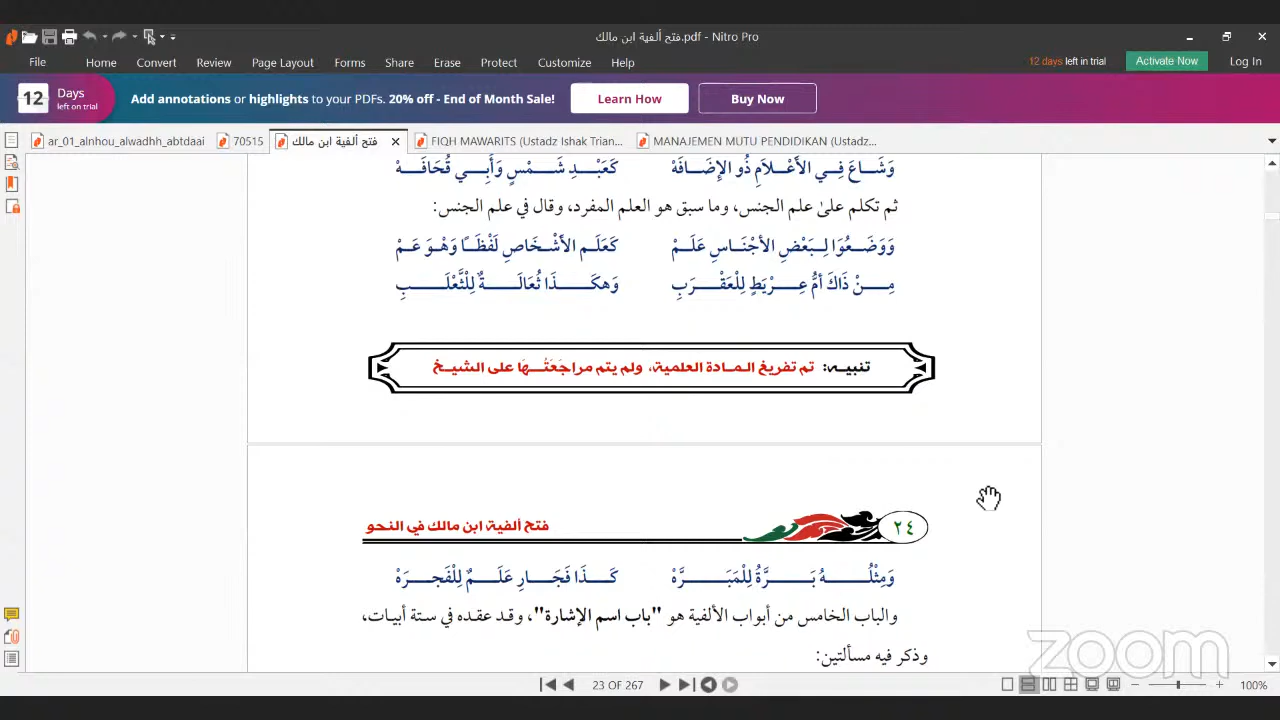 فتح ألفية ابن مالك.pdf - Nitro Pro
File Home Convert Review Page Layout Forms Share Erase Protect Customize Help 12 days left in trial Activate Now Log In
12 Days left on trial Add annotations or highlights to your PDFs. 20% off - End of Month Sale! Learn How Buy Now
ar_01_alnhou_alwadhh_abtdaai 70515 فتح ألفية ابن مالك FIQH MAWARITS (Ustadz Ishak Trian... MANAJEMEN MUTU PENDIDIKAN (Ustadz...
وَشَاعَ فِي الأَعْلاَمِ ذُو الإِضَافَهْ كَعَبْدِ شَمْسٍ وَأَبِي قُحَافَهْ
ثم تكلم علىٰ علم الجنس، وما سبق هو العلم المفرد، وقال في علم الجنس:
وَوَضَعُوَا لِبَعْضِ الأجْنَاسِ عَلَمْ كَعَلَمِ الأَشْخَاصِ لَفْظَاً وَهْوَ عَمْ
مِنْ ذَاكَ أمُّ عِرْيَطٍ لِلْعَقْرَبِ وَهكَذَا ثُعَالَةٌ لِلْثَّعْلَبِ
تنبيه: تم تفريغ المادة العلمية، ولم يتم مراجَعَتُهَا على الشيخ
٢٤ فتح ألفية ابن مالك في النحو
وَمِثْلُهُ بَرَّةُ لِلْمَبَرَّهْ كَذَا فَجَارِ عَلَمٌ لِلْفَجرَهْ
والباب الخامس من أبواب الألفية هو "باب اسم الإشارة"، وقد عقده في ستة أبيات،
وذكر فيه مسألتين:
zoom
23 OF 267 100%